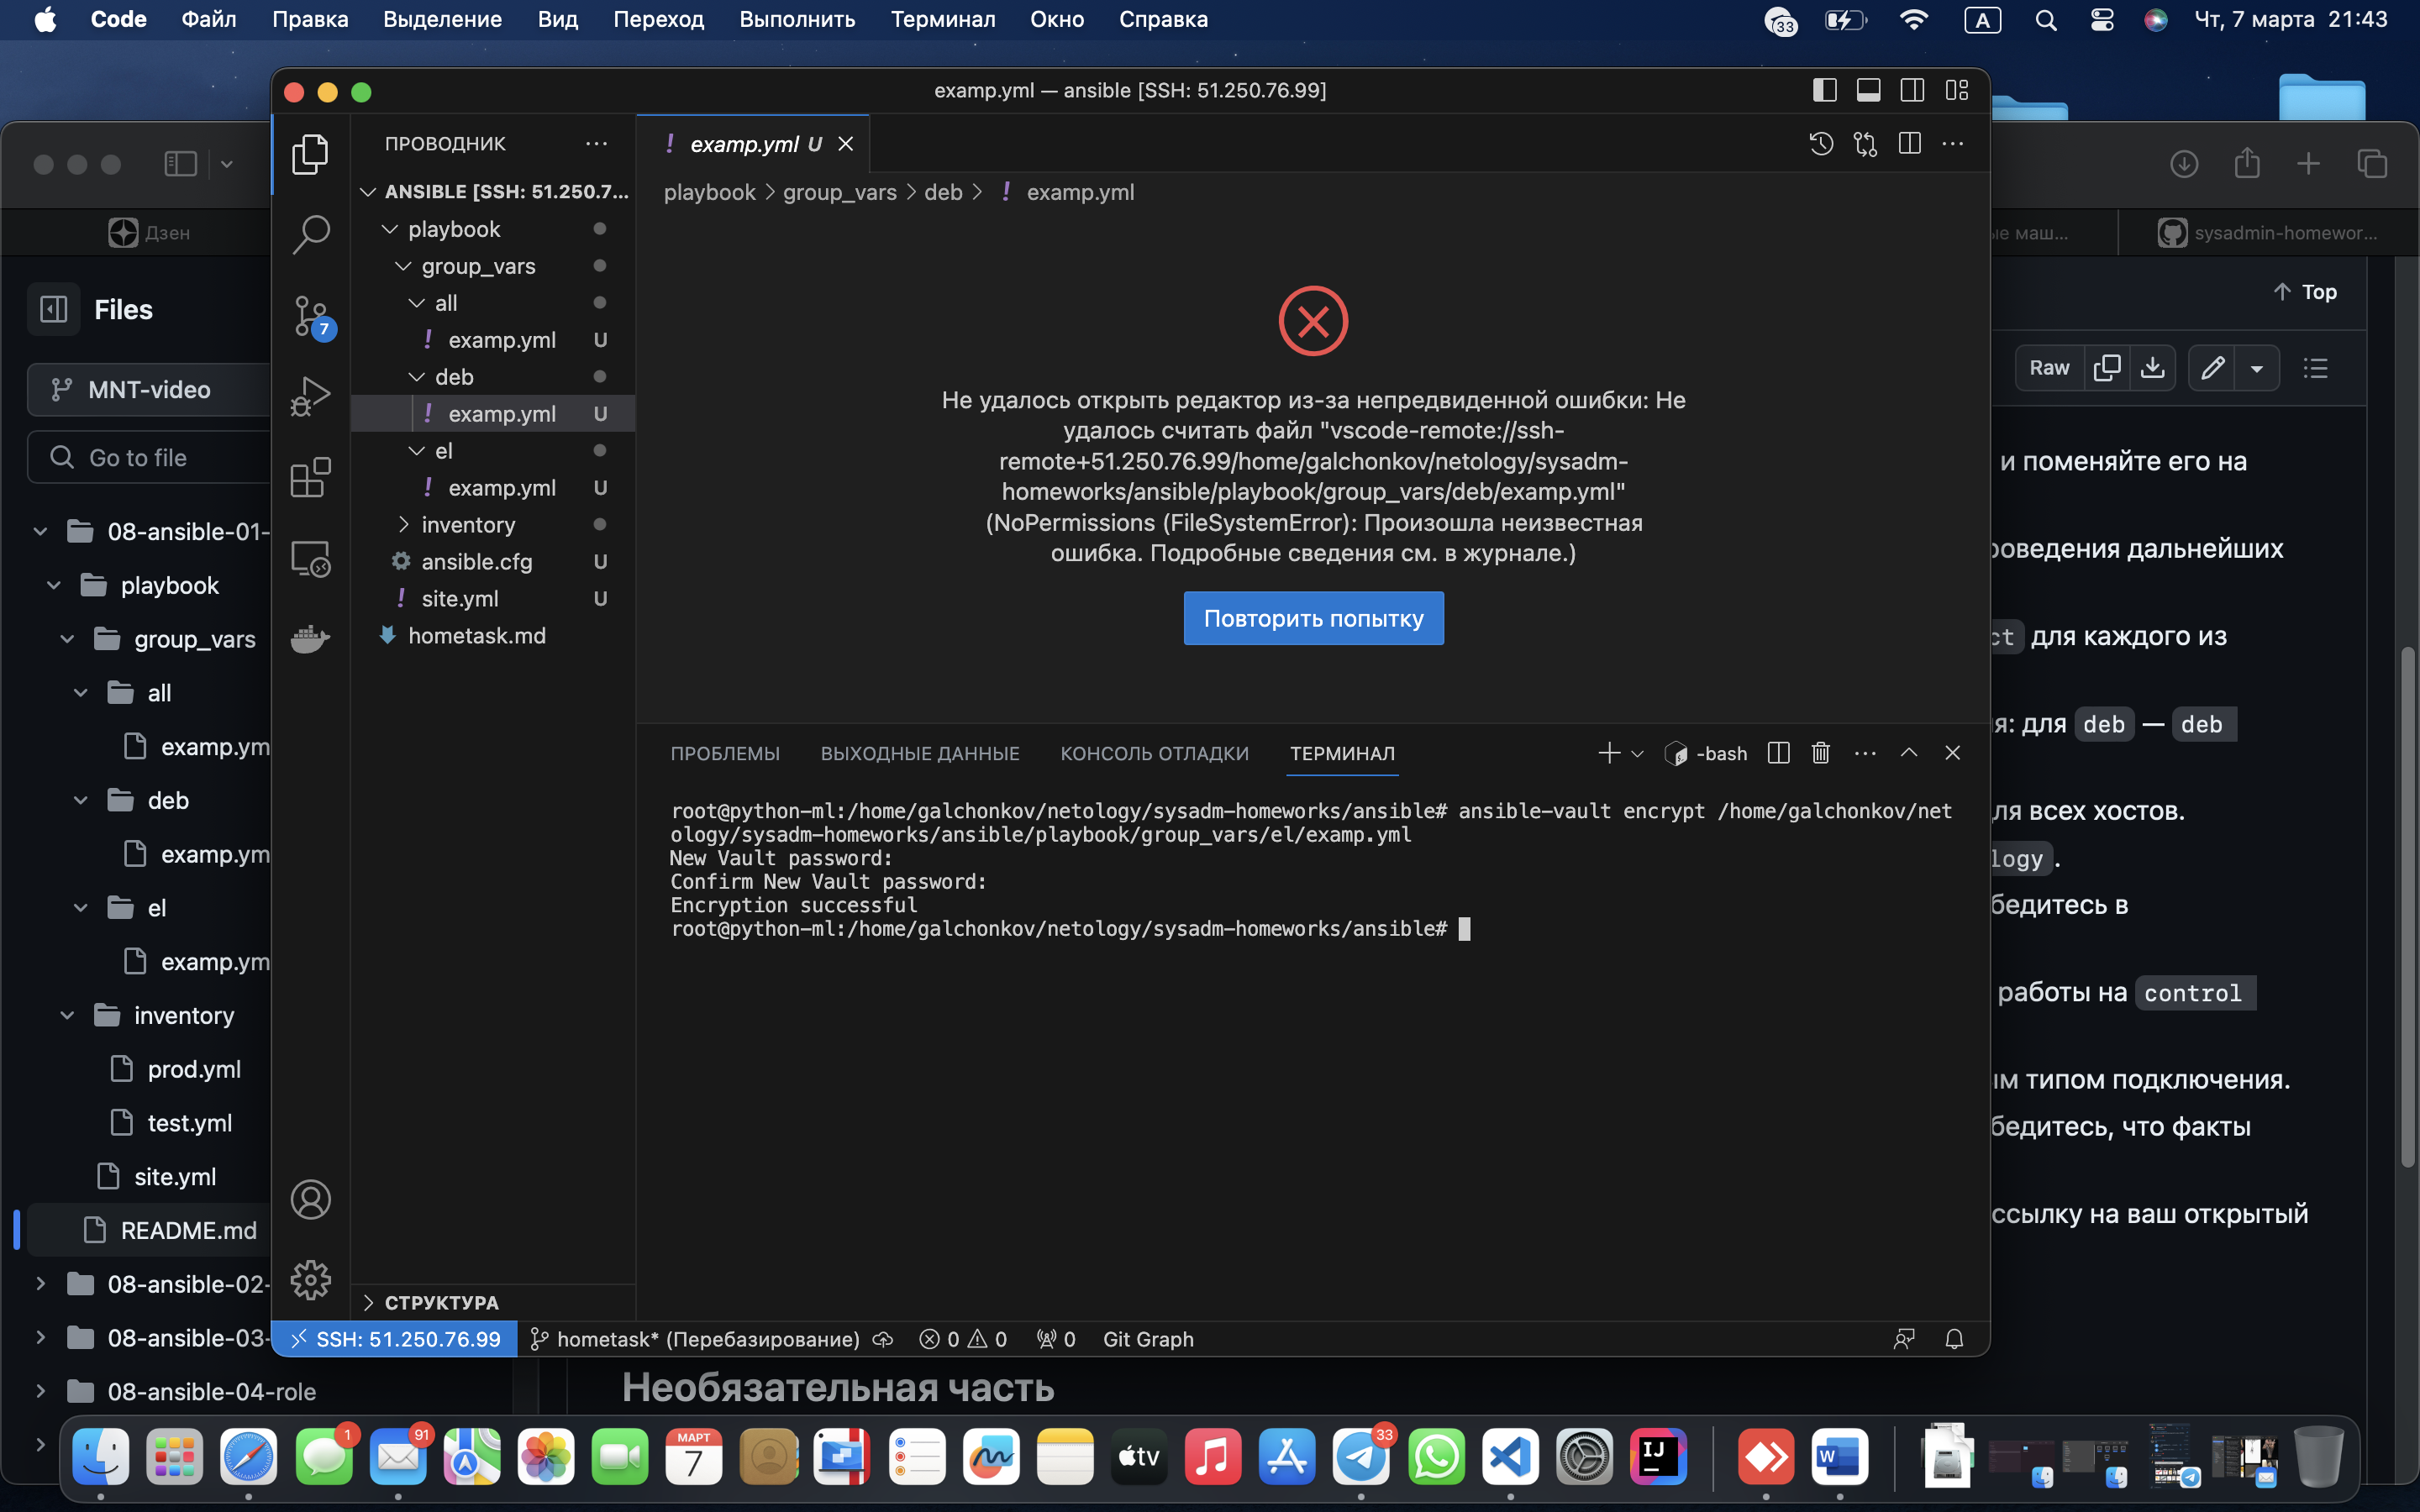 Code Файл Правка Выделение Вид Переход Выполнить Терминал Окно Справка
33 A Чт, 7 марта 21:43
examp.yml — ansible [SSH: 51.250.76.99]
Дзен
Files
MNT-video
Go to file
08-ansible-01-
playbook
group_vars
all
examp.ym
deb
examp.ym
el
examp.ym
inventory
prod.yml
test.yml
site.yml
README.md
08-ansible-02-
08-ansible-03-
08-ansible-04-role
ПРОВОДНИК
ANSIBLE [SSH: 51.250.7...
playbook
group_vars
all
! examp.yml U
deb
! examp.yml U
el
! examp.yml U
inventory
ansible.cfg U
! site.yml U
hometask.md
7
СТРУКТУРА
! examp.yml U
playbook > group_vars > deb > ! examp.yml
Не удалось открыть редактор из-за непредвиденной ошибки: Не
удалось считать файл "vscode-remote://ssh-
remote+51.250.76.99/home/galchonkov/netology/sysadm-
homeworks/ansible/playbook/group_vars/deb/examp.yml"
(NoPermissions (FileSystemError): Произошла неизвестная
ошибка. Подробные сведения см. в журнале.)
Повторить попытку
ПРОБЛЕМЫ ВЫХОДНЫЕ ДАННЫЕ КОНСОЛЬ ОТЛАДКИ ТЕРМИНАЛ
-bash
root@python-ml:/home/galchonkov/netology/sysadm-homeworks/ansible# ansible-vault encrypt /home/galchonkov/net
ology/sysadm-homeworks/ansible/playbook/group_vars/el/examp.yml
New Vault password:
Confirm New Vault password:
Encryption successful
root@python-ml:/home/galchonkov/netology/sysadm-homeworks/ansible#
SSH: 51.250.76.99 hometask* (Перебазирование) 0 0 0 Git Graph
ые маш...
sysadmin-homewor...
Top
Raw
и поменяйте его на
роведения дальнейших
ct для каждого из
я: для deb — deb
ля всех хостов.
logy .
бедитесь в
работы на control
ым типом подключения.
бедитесь, что факты
ссылку на ваш открытый
Необязательная часть
1
91
МАРТ
7
tv
33
IJ
W